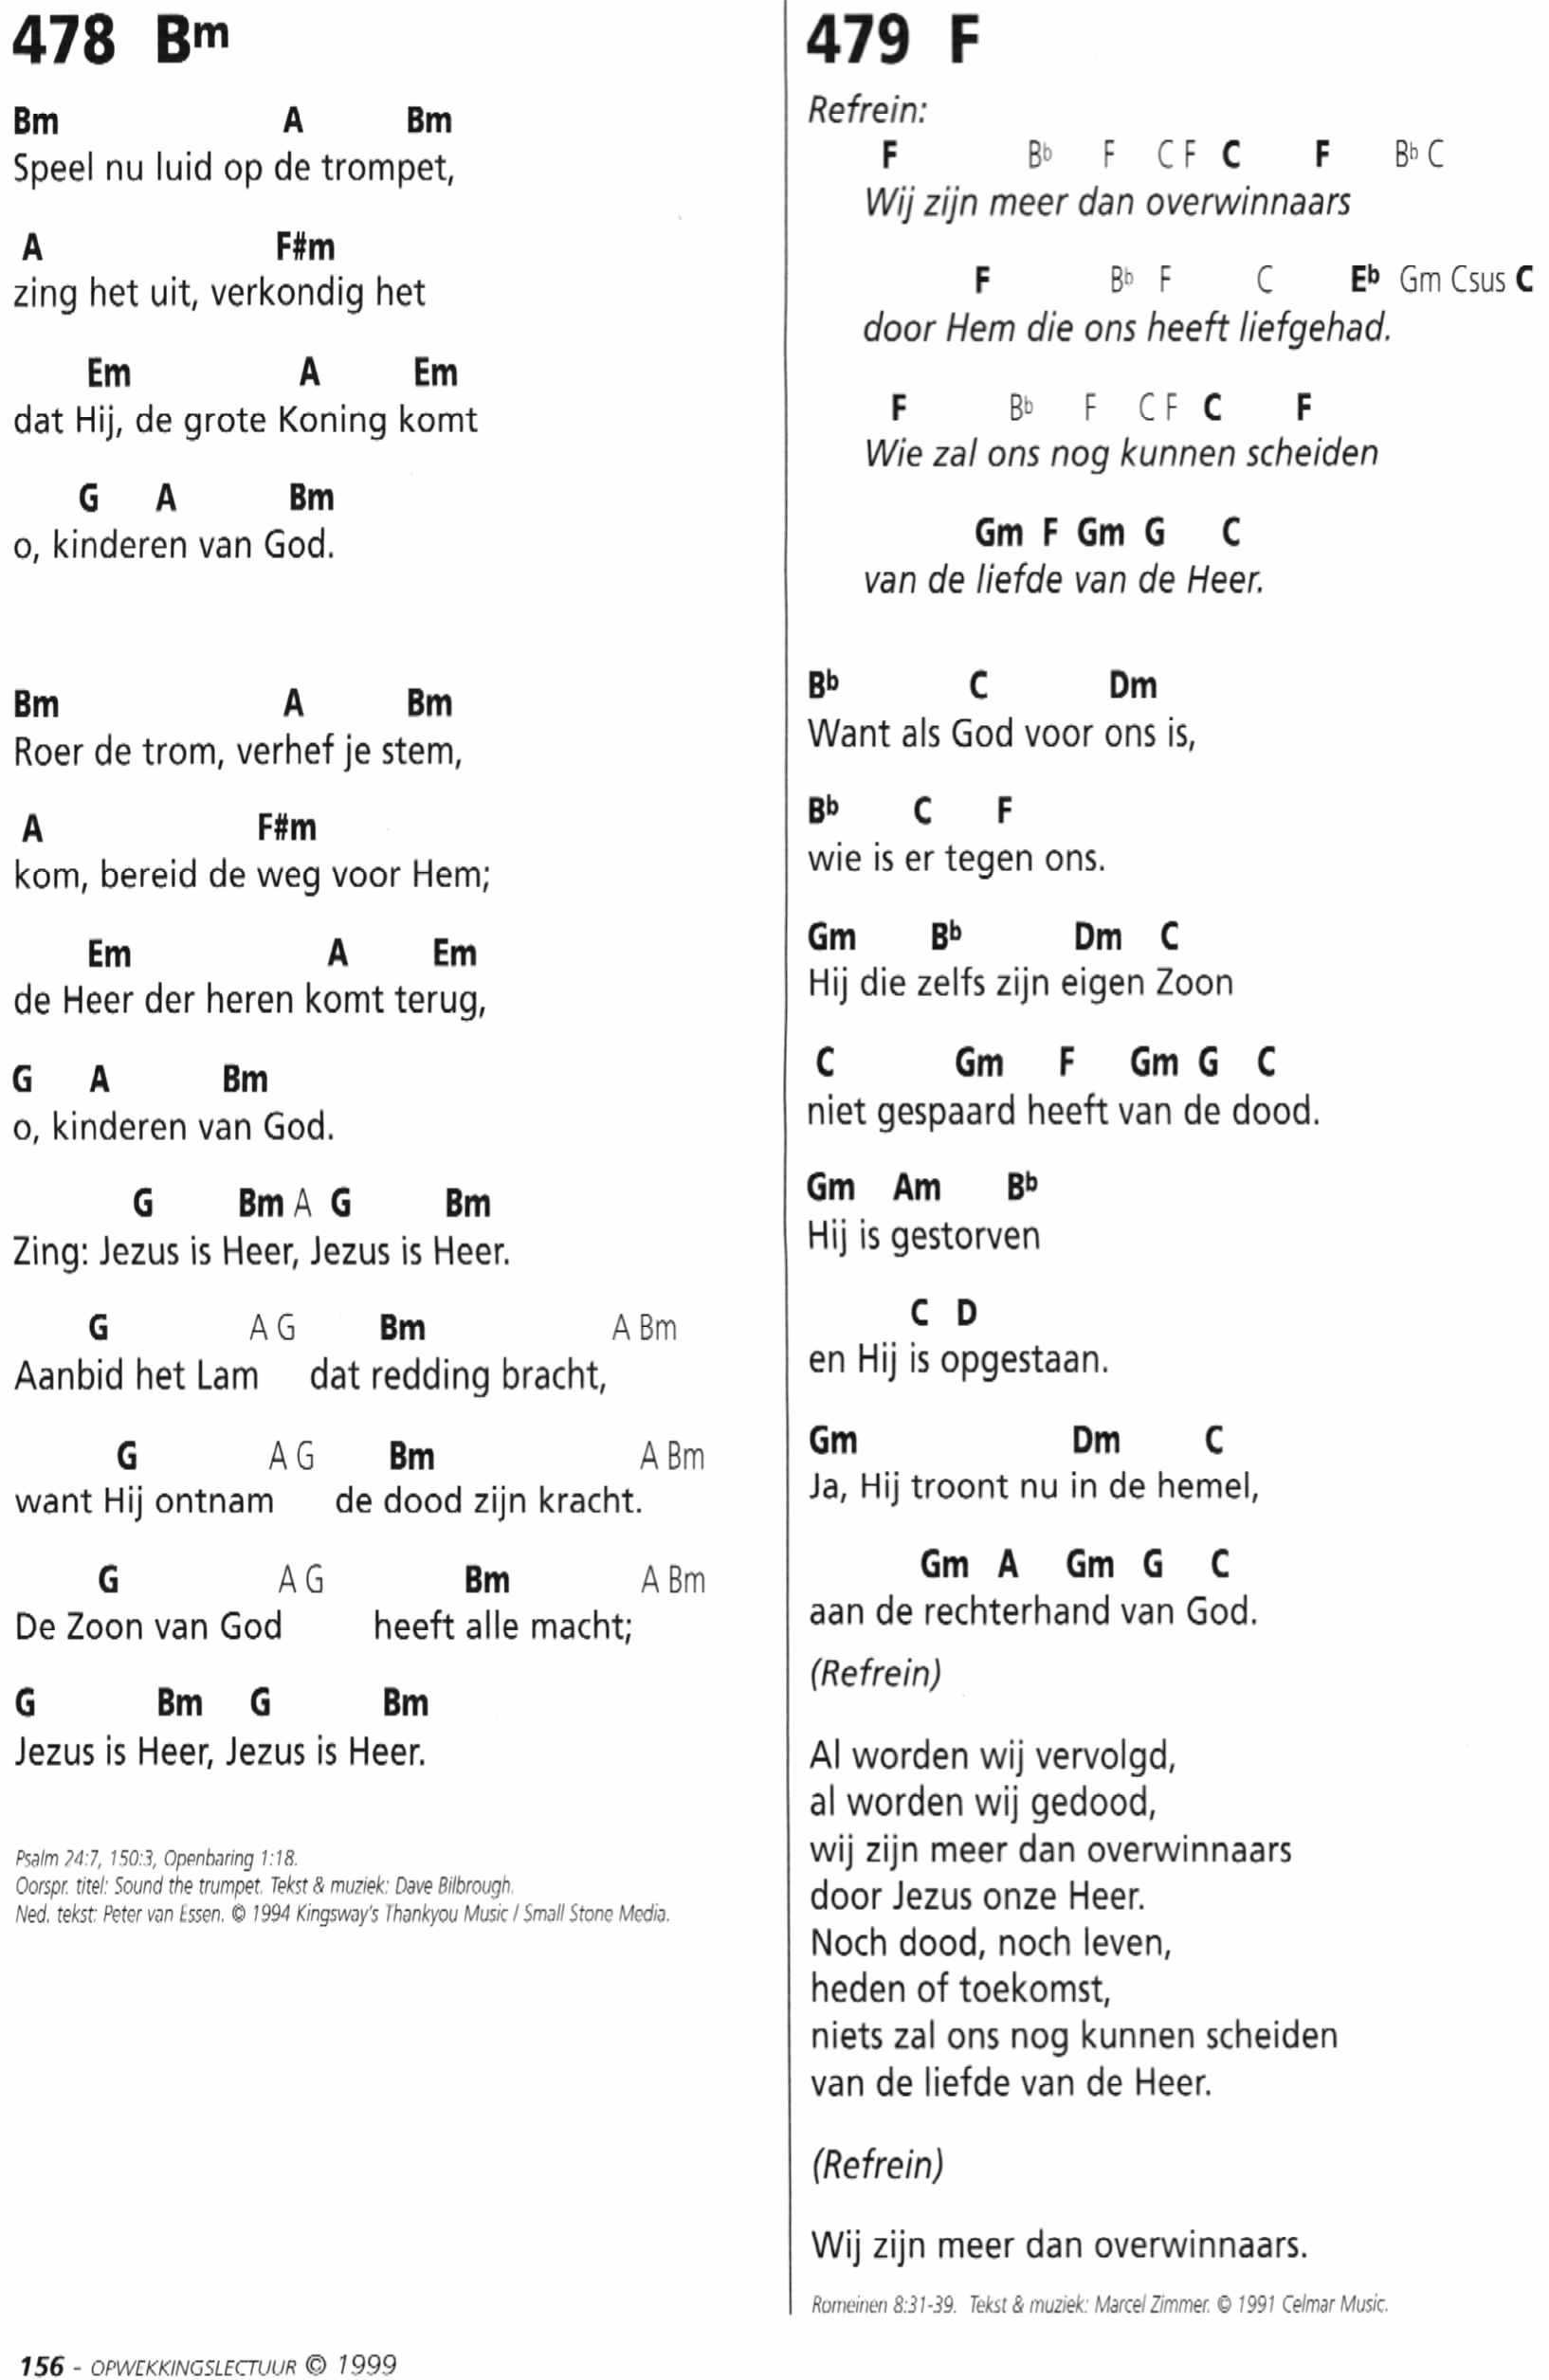 478 Bm
Bm A Bm
Speel nu luid op de trompet,
A F#m
zing het uit, verkondig het
Em A Em
dat Hij, de grote Koning komt
G A Bm
o, kinderen van God.
Bm A Bm
Roer de trom, verhef je stem,
A F#m
kom, bereid de weg voor Hem;
Em A Em
de Heer der heren komt terug,
G A Bm
o, kinderen van God.
G Bm A G Bm
Zing: Jezus is Heer, Jezus is Heer.
G A G Bm A Bm
Aanbid het Lam dat redding bracht,
G A G Bm A Bm
want Hij ontnam de dood zijn kracht.
G A G Bm A Bm
De Zoon van God heeft alle macht;
G Bm G Bm
Jezus is Heer, Jezus is Heer.
Psalm 24:7, 150:3, Openbaring 1:18.
Oorspr. titel: Sound the trumpet. Tekst & muziek: Dave Bilbrough.
Ned. tekst: Peter van Essen. © 1994 Kingsway's Thankyou Music / Small Stone Media.
479 F
Refrein:
F Bb F C F C F Bb C
Wij zijn meer dan overwinnaars
F Bb F C Eb Gm Csus C
door Hem die ons heeft liefgehad.
F Bb F C F C F
Wie zal ons nog kunnen scheiden
Gm F Gm G C
van de liefde van de Heer.
Bb C Dm
Want als God voor ons is,
Bb C F
wie is er tegen ons.
Gm Bb Dm C
Hij die zelfs zijn eigen Zoon
C Gm F Gm G C
niet gespaard heeft van de dood.
Gm Am Bb
Hij is gestorven
C D
en Hij is opgestaan.
Gm Dm C
Ja, Hij troont nu in de hemel,
Gm A Gm G C
aan de rechterhand van God.
(Refrein)
Al worden wij vervolgd,
al worden wij gedood,
wij zijn meer dan overwinnaars
door Jezus onze Heer.
Noch dood, noch leven,
heden of toekomst,
niets zal ons nog kunnen scheiden
van de liefde van de Heer.
(Refrein)
Wij zijn meer dan overwinnaars.
Romeinen 8:31-39. Tekst & muziek: Marcel Zimmer. © 1991 Celmar Music.
156 - OPWEKKINGSLECTUUR © 1999